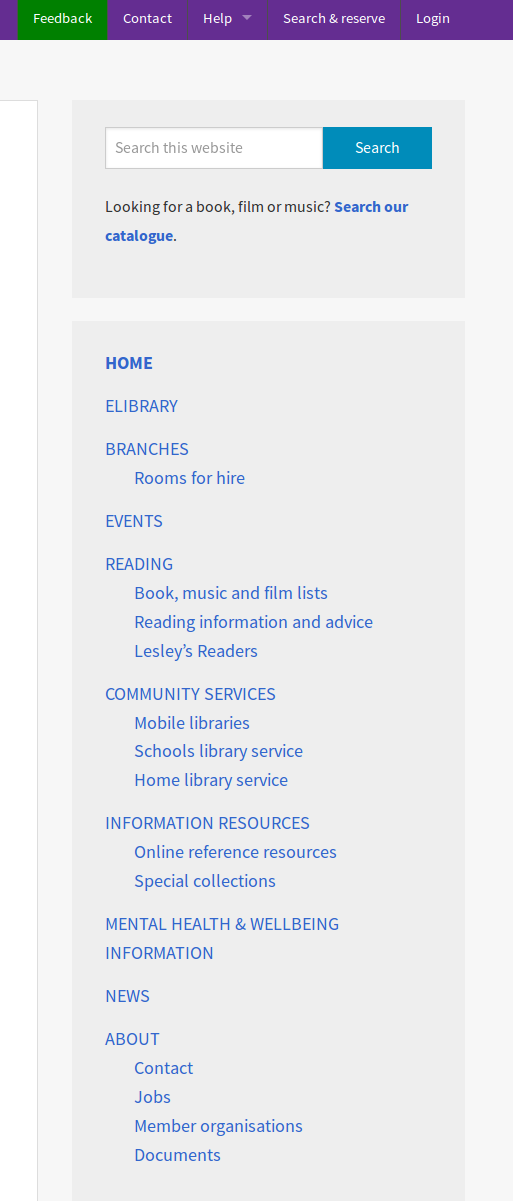 Feedback Contact Help Search & reserve Login
Search this website Search
Looking for a book, film or music? Search our
catalogue.
HOME
ELIBRARY
BRANCHES
Rooms for hire
EVENTS
READING
Book, music and film lists
Reading information and advice
Lesley’s Readers
COMMUNITY SERVICES
Mobile libraries
Schools library service
Home library service
INFORMATION RESOURCES
Online reference resources
Special collections
MENTAL HEALTH & WELLBEING
INFORMATION
NEWS
ABOUT
Contact
Jobs
Member organisations
Documents